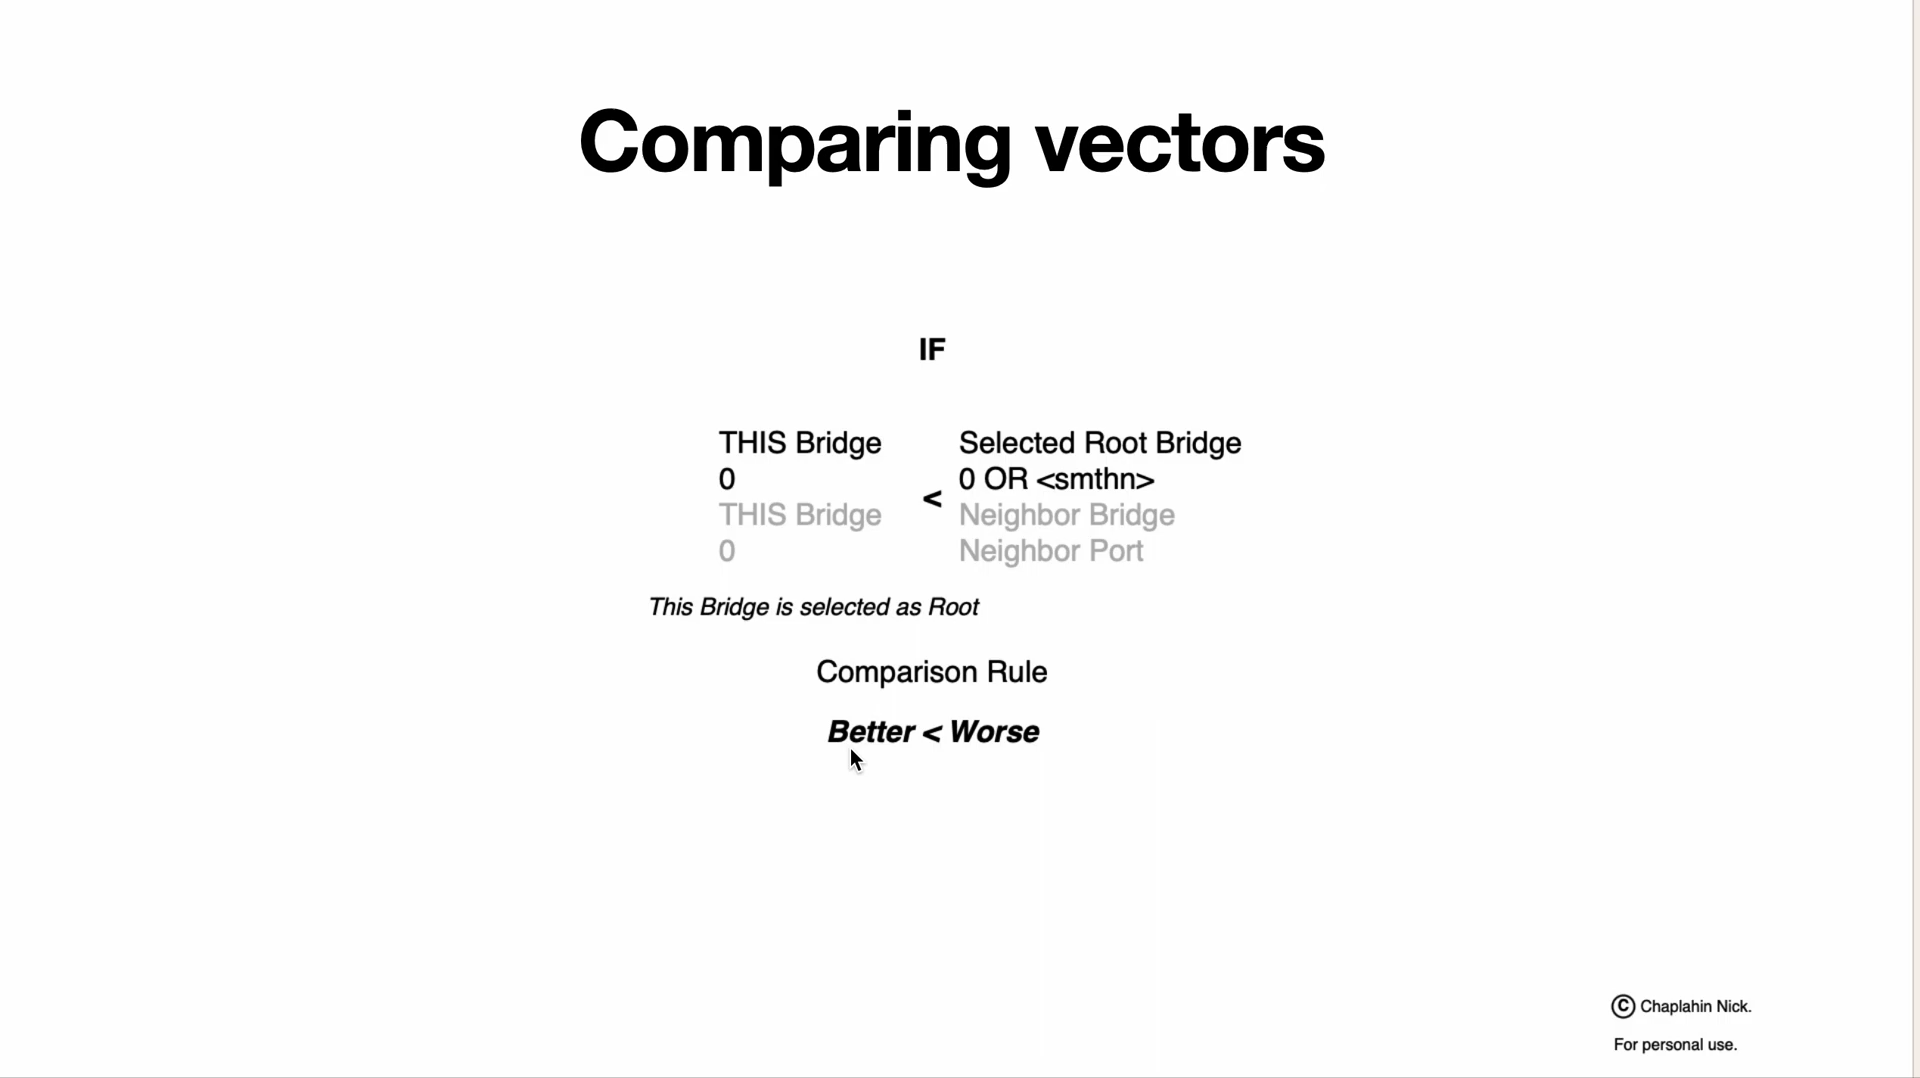 Comparing vectors
IF
THIS Bridge
0
THIS Bridge
0
<
Selected Root Bridge
0 OR <smthn>
Neighbor Bridge
Neighbor Port
This Bridge is selected as Root
Comparison Rule
Better < Worse
© Chaplahin Nick.
For personal use.